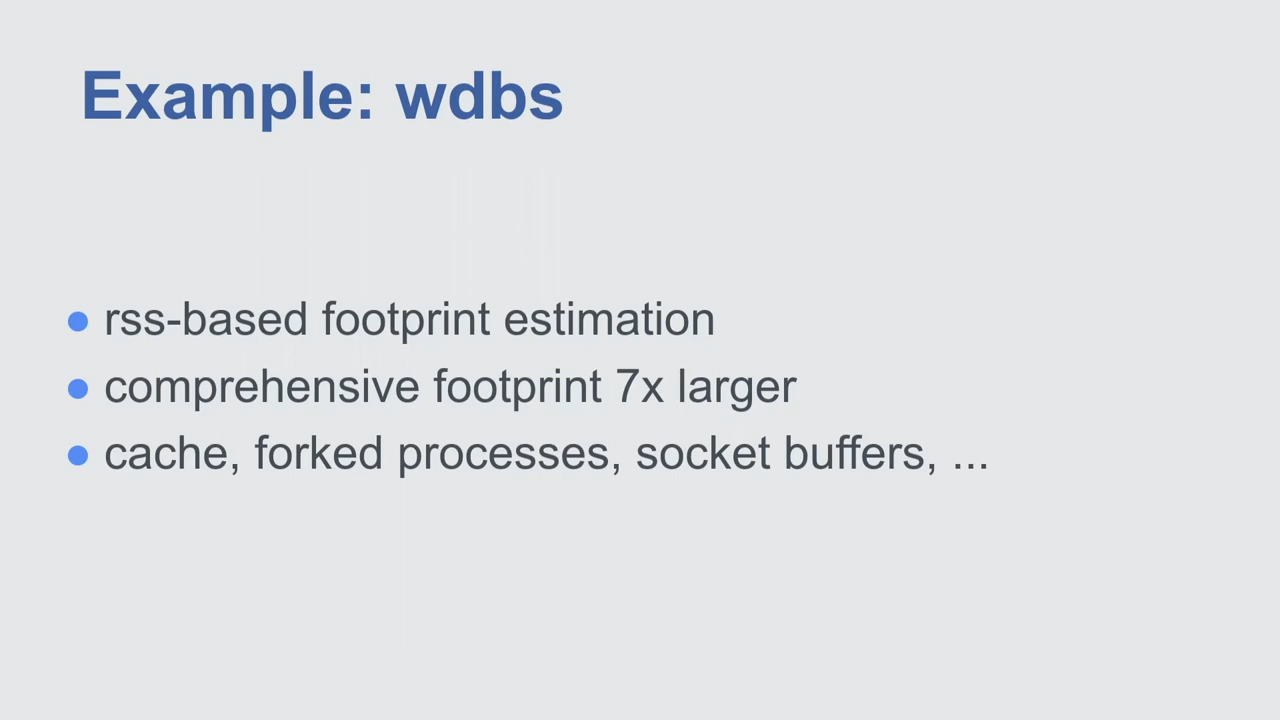 Example: wdbs
● rss-based footprint estimation
● comprehensive footprint 7x larger
● cache, forked processes, socket buffers, ...